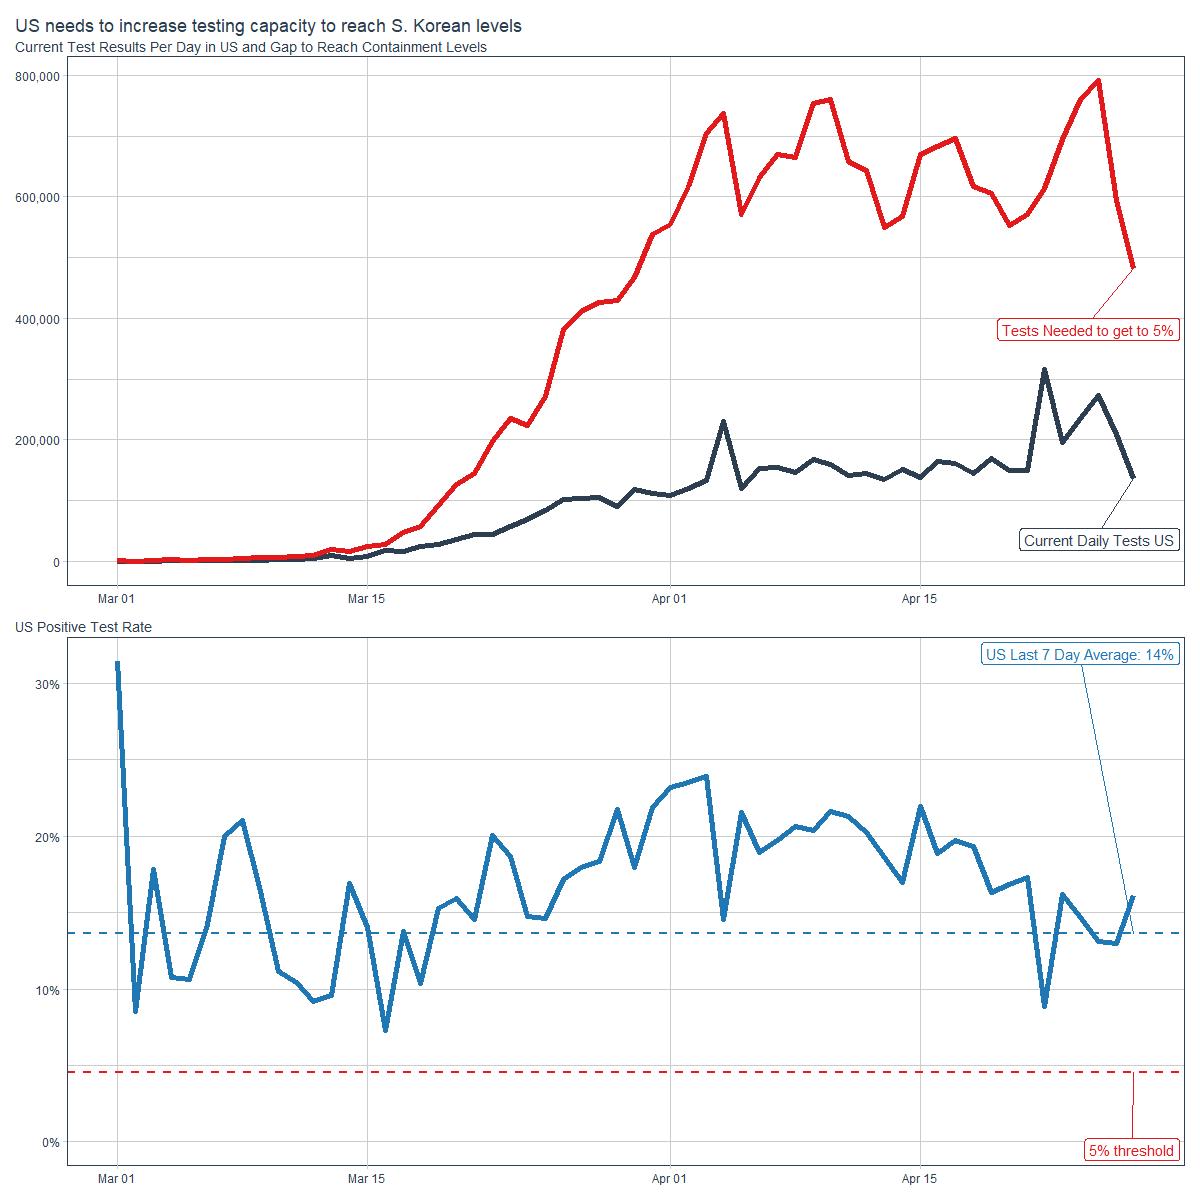 US needs to increase testing capacity to reach S. Korean levels
Current Test Results Per Day in US and Gap to Reach Containment Levels
800,000
600,000
400,000
200,000
0
Tests Needed to get to 5%
Current Daily Tests US
Mar 01
Mar 15
Apr 01
Apr 15
US Positive Test Rate
US Last 7 Day Average: 14%
30%
20%
10%
0%
5% threshold
Mar 01
Mar 15
Apr 01
Apr 15